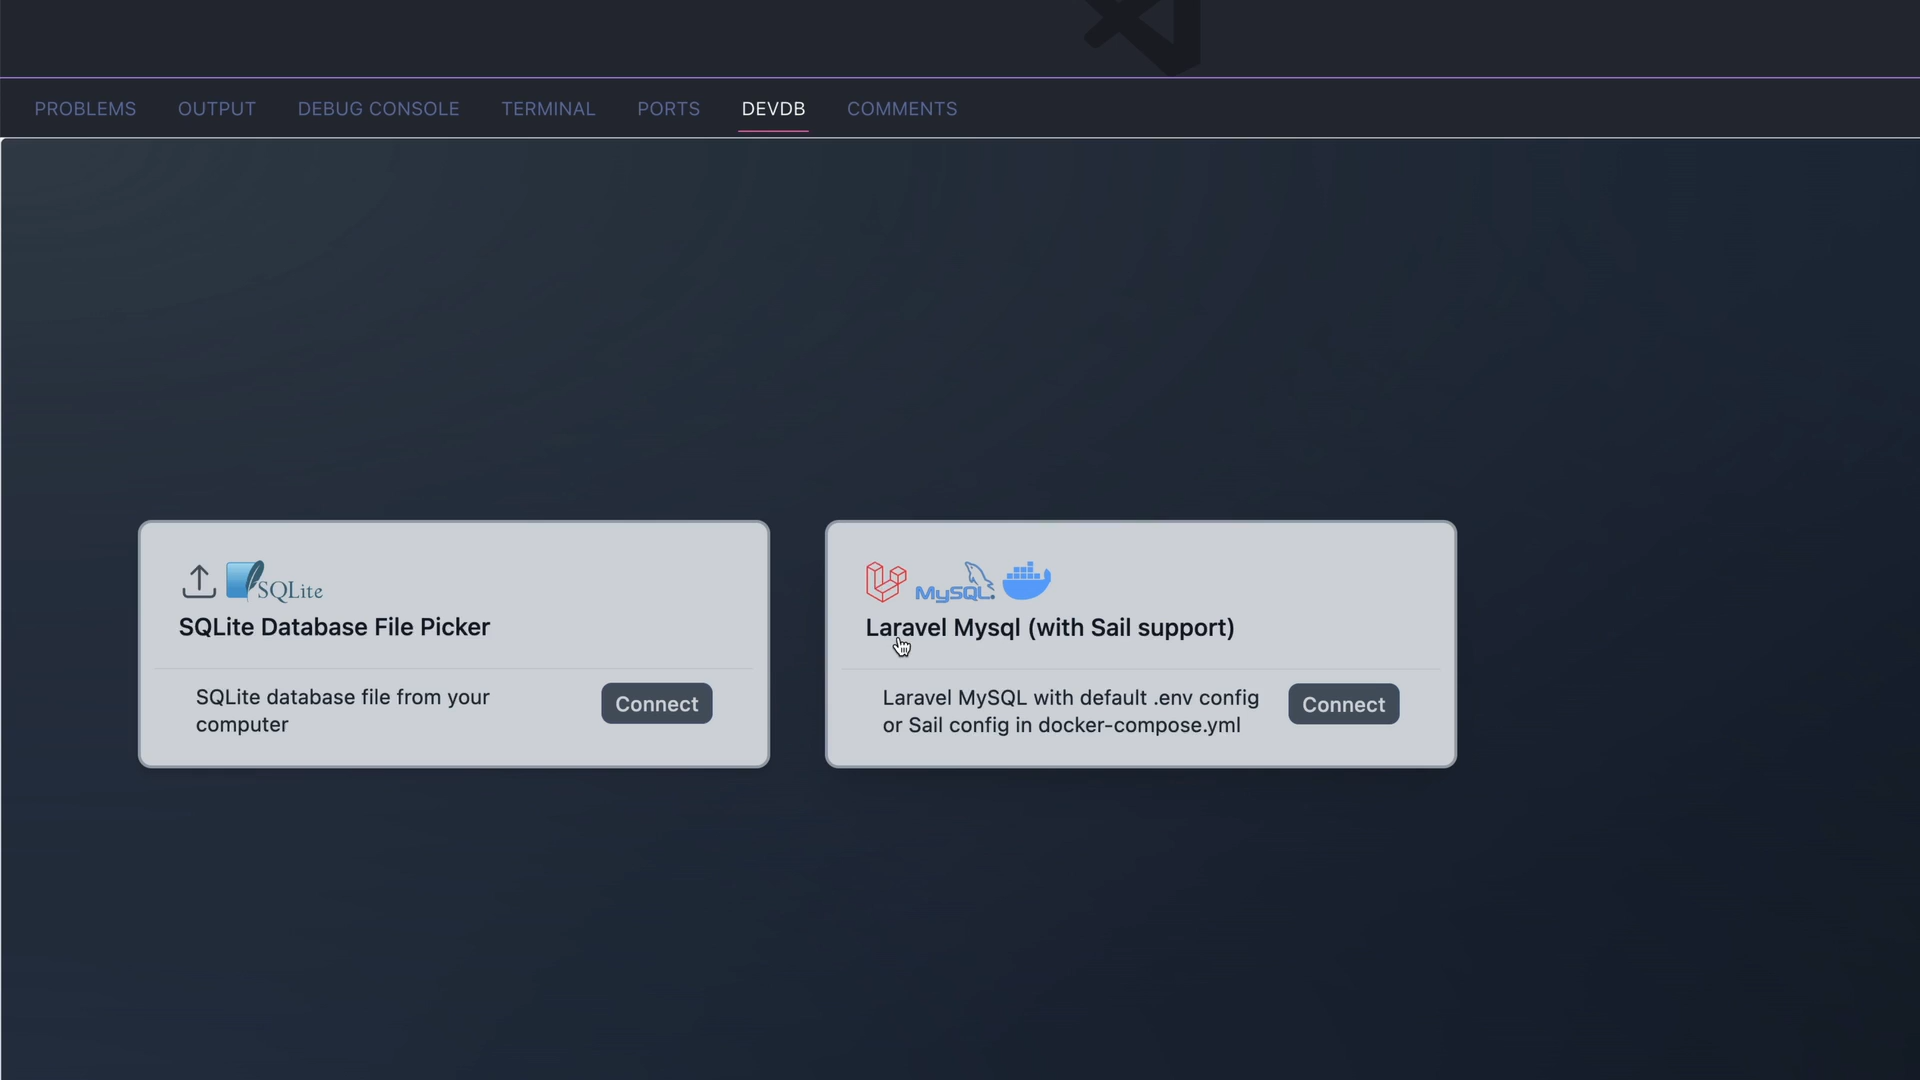 PROBLEMS OUTPUT DEBUG CONSOLE TERMINAL PORTS DEVDB COMMENTS
SQLite
SQLite Database File Picker
SQLite database file from your
computer
Connect
MySQL
Laravel Mysql (with Sail support)
Laravel MySQL with default .env config
or Sail config in docker-compose.yml
Connect